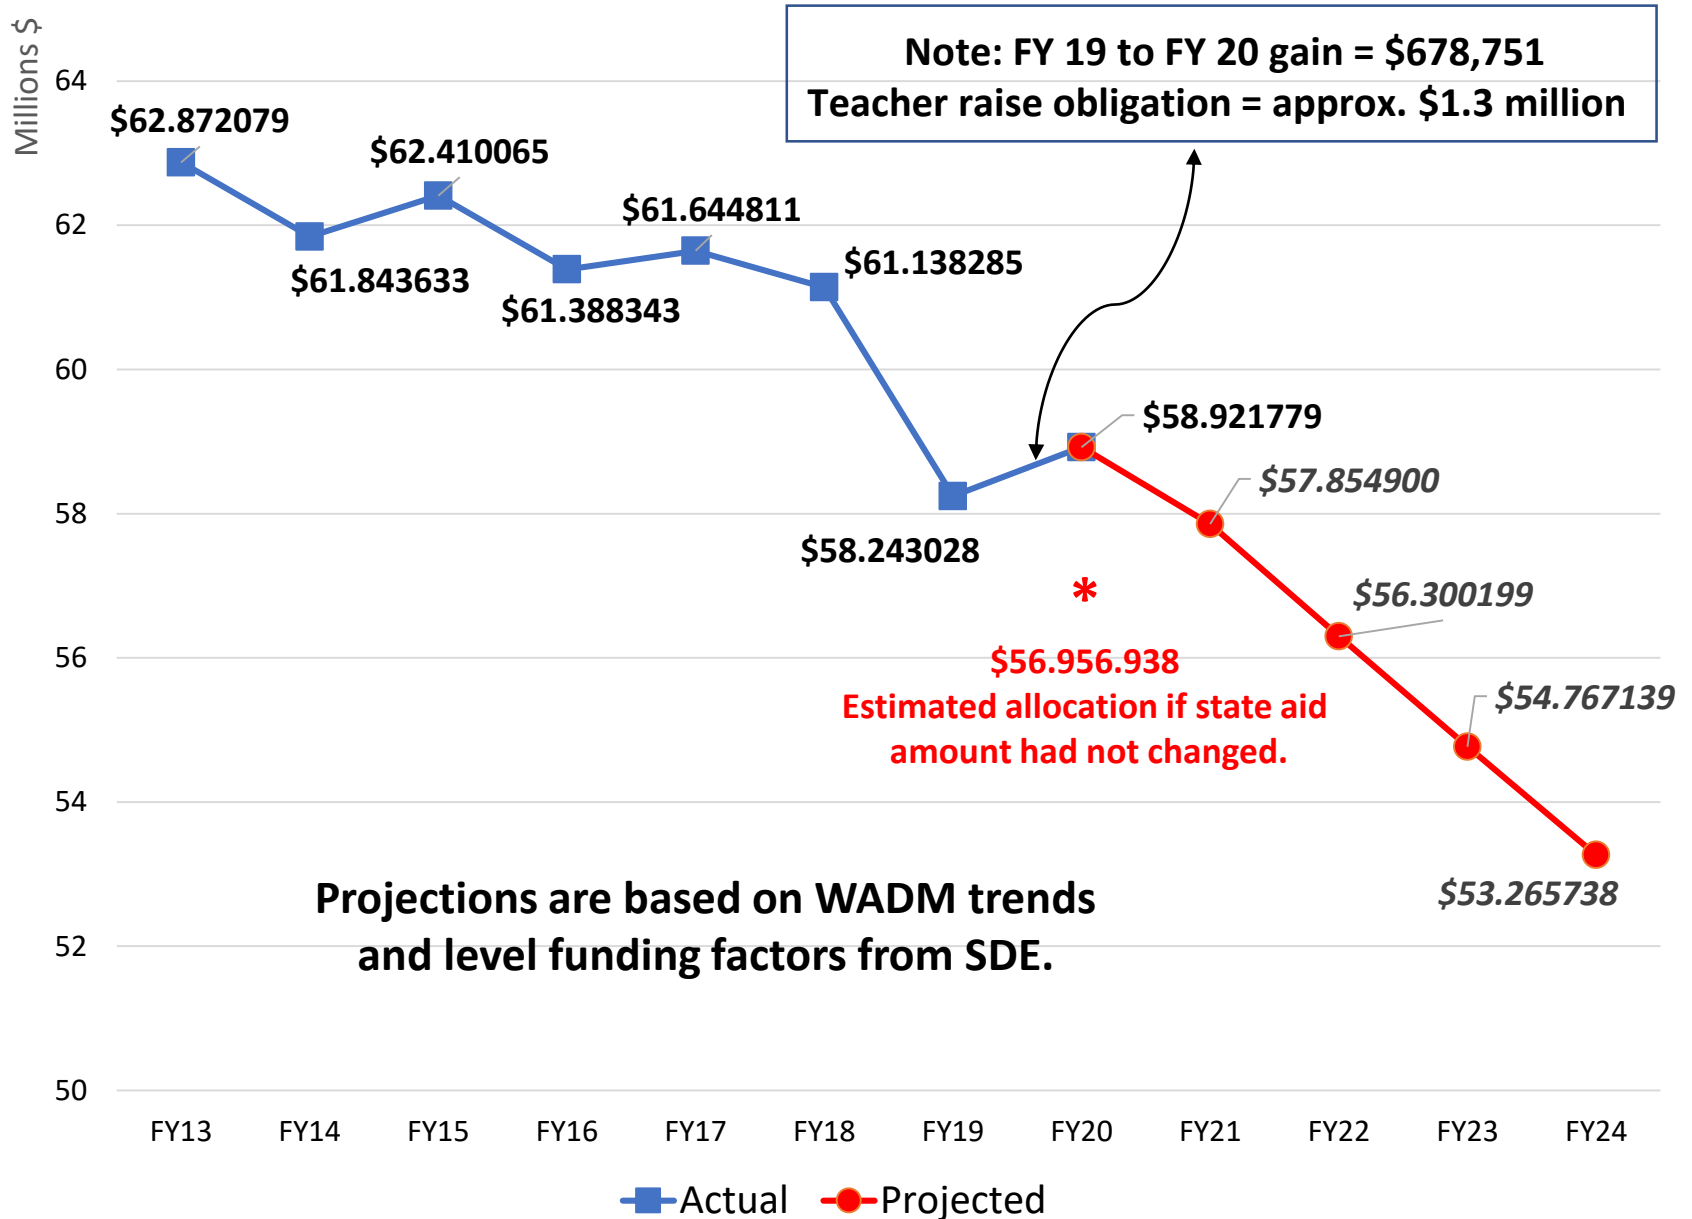 Millions $
Note: FY 19 to FY 20 gain = $678,751
Teacher raise obligation = approx. $1.3 million
64
62
60
58
56
54
52
50
$62.872079
$61.843633
$62.410065
$61.388343
$61.644811
$61.138285
$58.243028
$58.921779
$57.854900
$56.300199
$54.767139
$53.265738
*
$56.956.938
Estimated allocation if state aid
amount had not changed.
Projections are based on WADM trends
and level funding factors from SDE.
FY13 FY14 FY15 FY16 FY17 FY18 FY19 FY20 FY21 FY22 FY23 FY24
Actual Projected